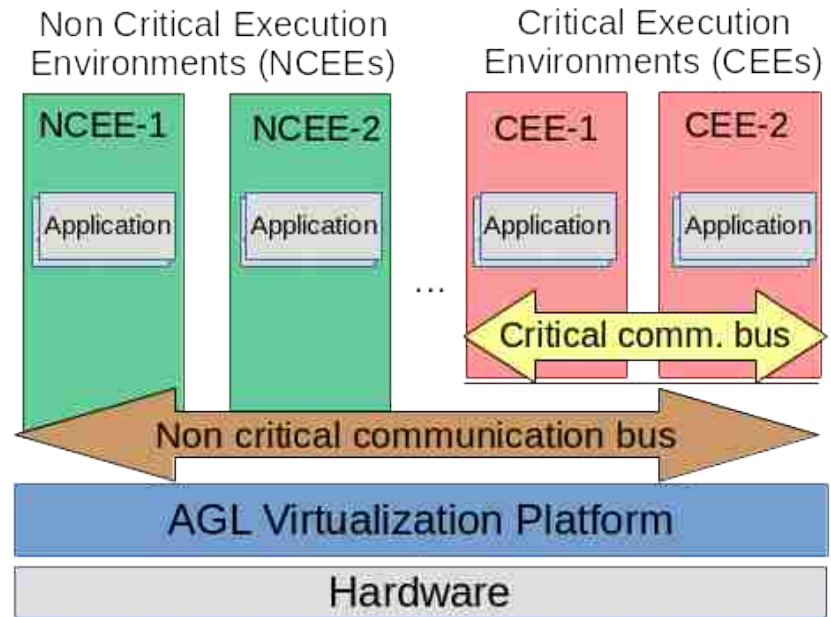 Non Critical Execution
Environments (NCEEs)
Critical Execution
Environments (CEEs)
NCEE-1
NCEE-2
CEE-1
CEE-2
Application
Application
Application
Application
...
Critical comm. bus
Non critical communication bus
AGL Virtualization Platform
Hardware